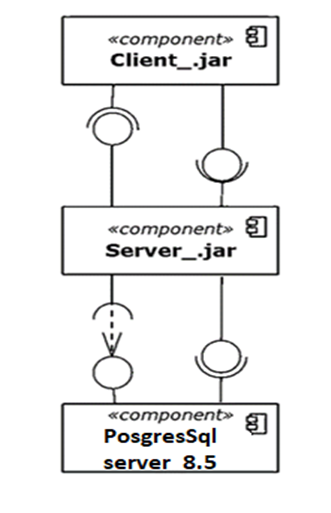 «component»
Client_.jar
«component»
Server_.jar
«component»
PosgresSql
server 8.5